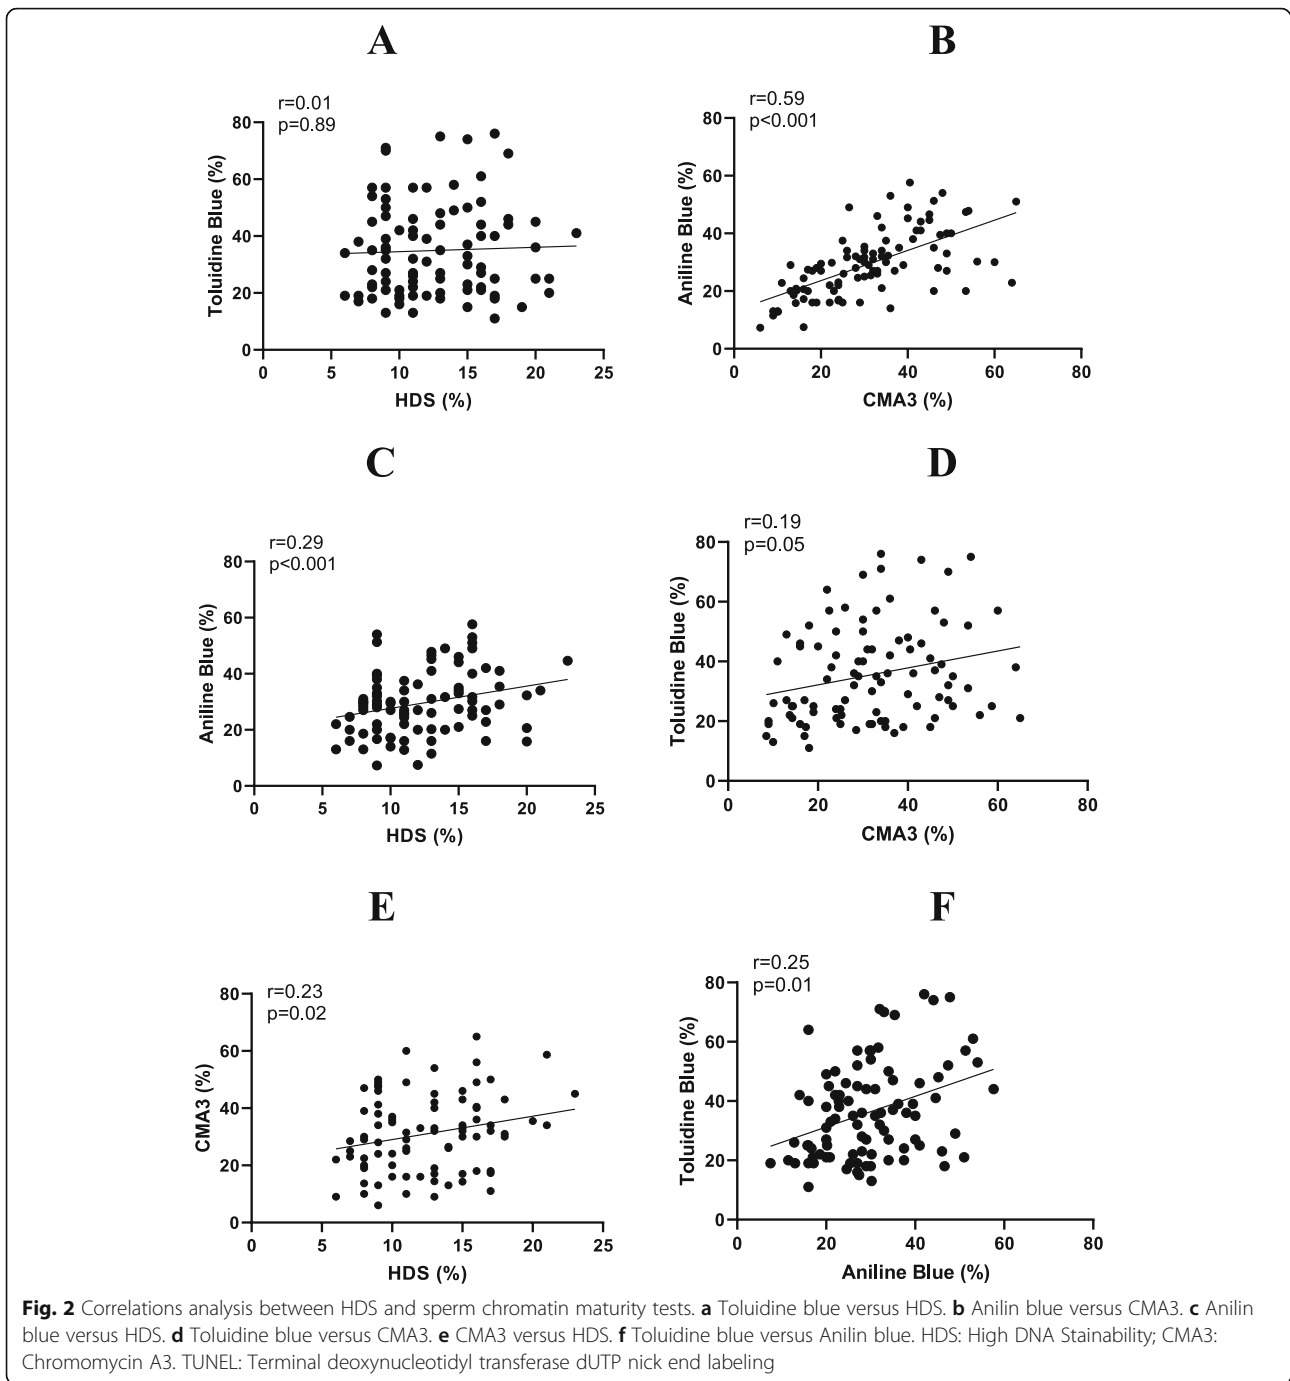 A
r=0.01
p=0.89
Toluidine Blue (%)
80
60
40
20
0
0 5 10 15 20 25
HDS (%)
B
r=0.59
p<0.001
Aniline Blue (%)
80
60
40
20
0
0 20 40 60 80
CMA3 (%)
C
r=0.29
p<0.001
Aniline Blue (%)
80
60
40
20
0
0 5 10 15 20 25
HDS (%)
D
r=0.19
p=0.05
Toluidine Blue (%)
80
60
40
20
0
0 20 40 60 80
CMA3 (%)
E
r=0.23
p=0.02
CMA3 (%)
80
60
40
20
0
0 5 10 15 20 25
HDS (%)
F
r=0.25
p=0.01
Toluidine Blue (%)
80
60
40
20
0
0 20 40 60 80
Aniline Blue (%)
Fig. 2 Correlations analysis between HDS and sperm chromatin maturity tests. a Toluidine blue versus HDS. b Anilin blue versus CMA3. c Anilin
blue versus HDS. d Toluidine blue versus CMA3. e CMA3 versus HDS. f Toluidine blue versus Anilin blue. HDS: High DNA Stainability; CMA3:
Chromomycin A3. TUNEL: Terminal deoxynucleotidyl transferase dUTP nick end labeling